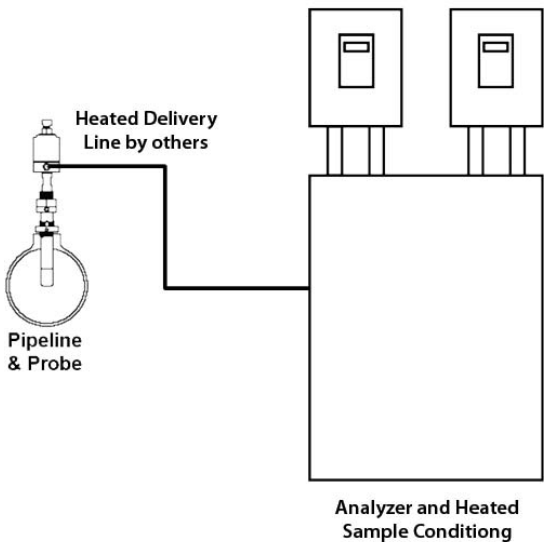 Heated Delivery
Line by others
Pipeline
& Probe
Analyzer and Heated
Sample Conditiong